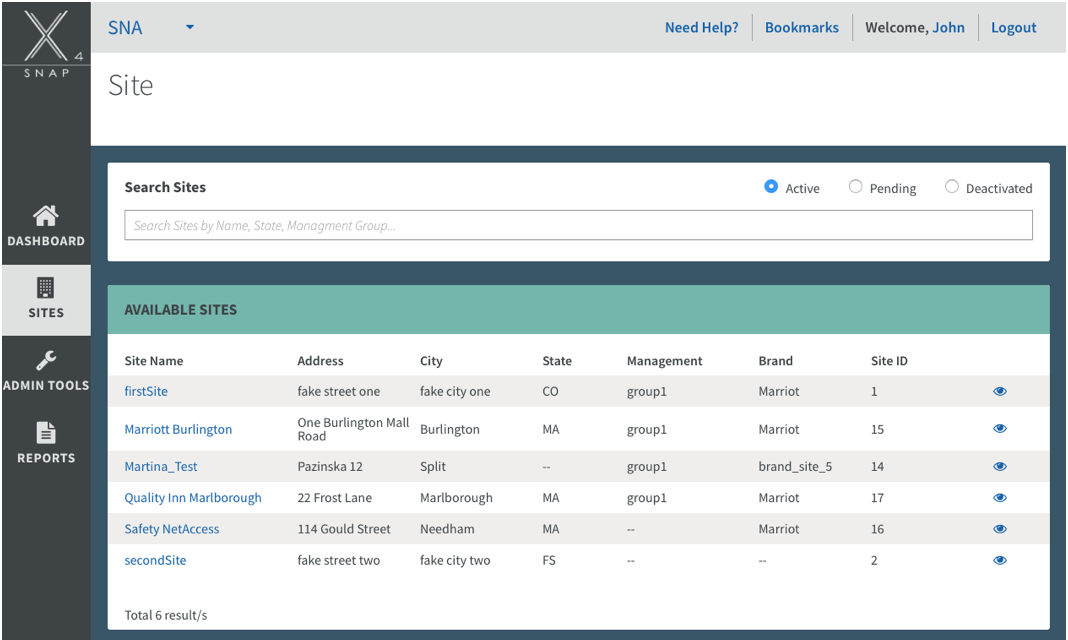 X 4
SNAP
SNA
Need Help? Bookmarks Welcome, John Logout
Site
DASHBOARD
SITES
ADMIN TOOLS
REPORTS
Search Sites
Active Pending Deactivated
Search Sites by Name, State, Managment Group...
AVAILABLE SITES
Site Name Address City State Management Brand Site ID
firstSite fake street one fake city one CO group1 Marriot 1
Marriott Burlington One Burlington Mall Road Burlington MA group1 Marriot 15
Martina_Test Pazinska 12 Split -- group1 brand_site_5 14
Quality Inn Marlborough 22 Frost Lane Marlborough MA group1 Marriot 17
Safety NetAccess 114 Gould Street Needham MA -- Marriot 16
secondSite fake street two fake city two FS -- -- 2
Total 6 result/s